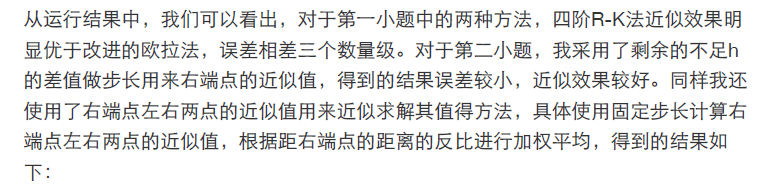 从运行结果中，我们可以看出，对于第一小题中的两种方法，四阶R-K法近似效果明
显优于改进的欧拉法，误差相差三个数量级。对于第二小题，我采用了剩余的不足h
的差值做步长用来右端点的近似值，得到的结果误差较小，近似效果较好。同样我还
使用了右端点左右两点的近似值用来近似求解其值得方法，具体使用固定步长计算右
端点左右两点的近似值，根据距右端点的距离的反比进行加权平均，得到的结果如
下：